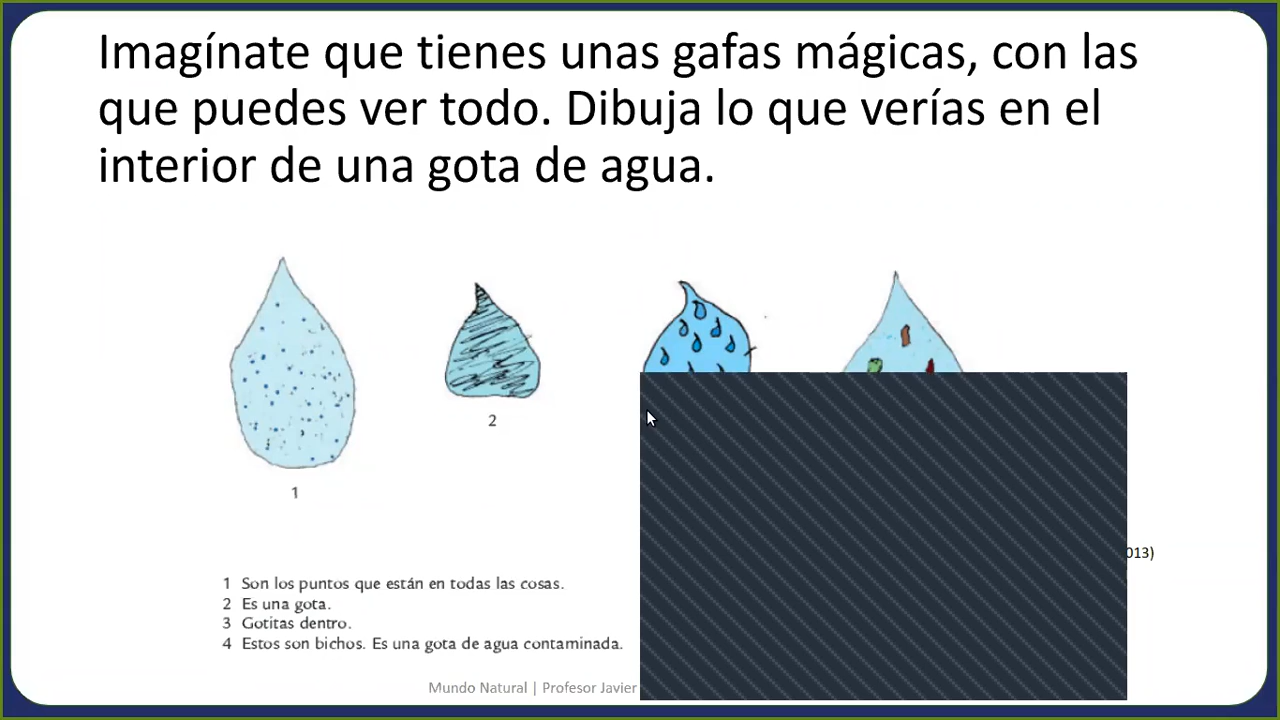 Imagínate que tienes unas gafas mágicas, con las
que puedes ver todo. Dibuja lo que verías en el
interior de una gota de agua.
2
1
013)
1 Son los puntos que están en todas las cosas.
2 Es una gota.
3 Gotitas dentro.
4 Estos son bichos. Es una gota de agua contaminada.
Mundo Natural | Profesor Javier